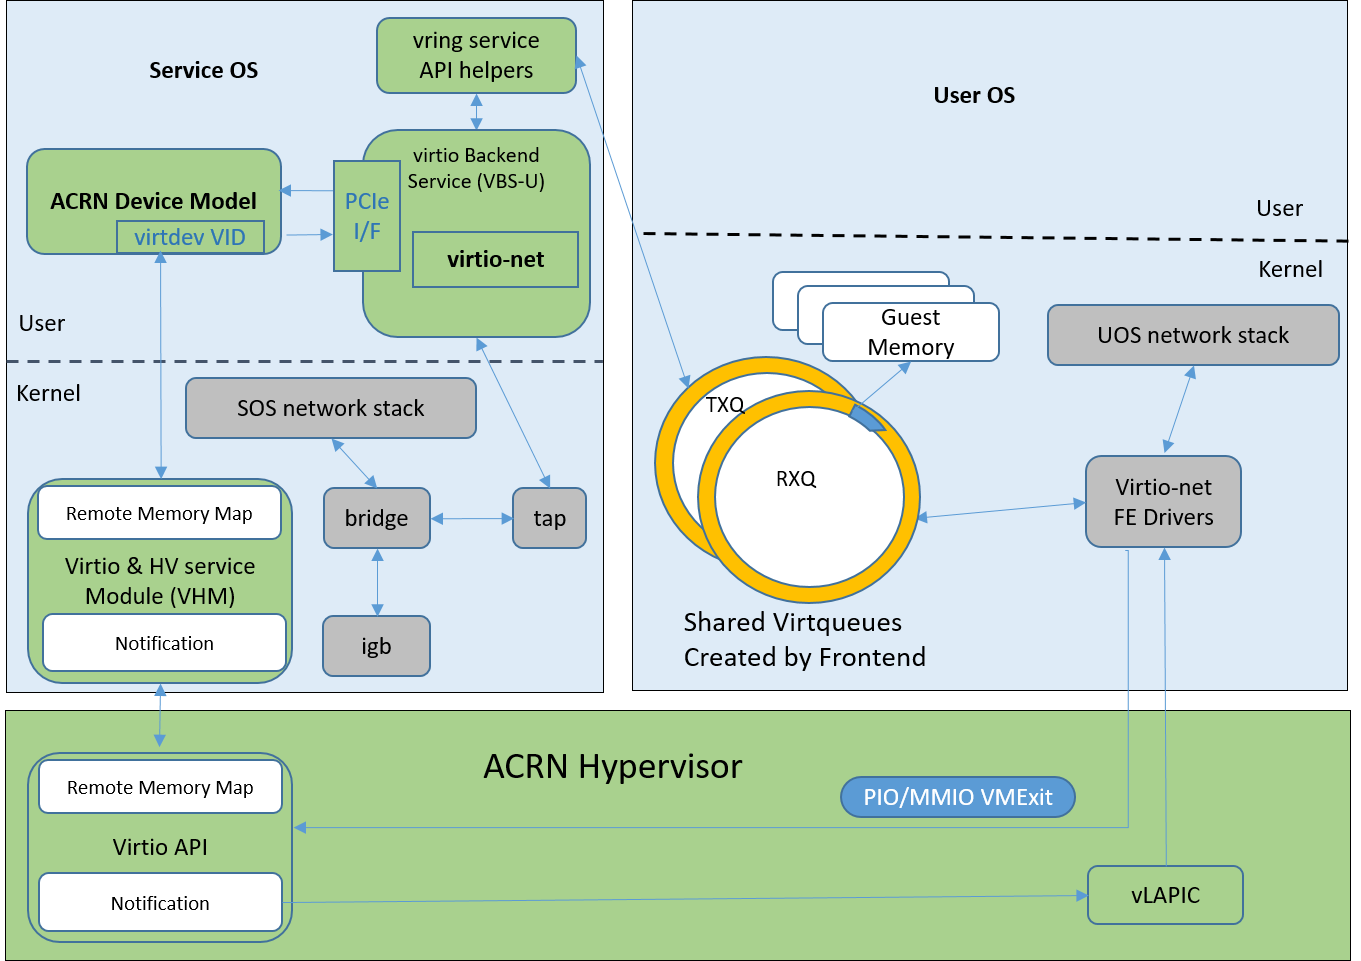 Service OS
vring service
API helpers
virtio Backend
Service (VBS-U)
ACRN Device Model
virtdev VID
PCIe
I/F
virtio-net
User
Kernel
SOS network stack
bridge
tap
igb
Remote Memory Map
Virtio & HV service
Module (VHM)
Notification
User OS
User
Kernel
Guest
Memory
UOS network stack
TXQ
RXQ
Virtio-net
FE Drivers
Shared Virtqueues
Created by Frontend
ACRN Hypervisor
Remote Memory Map
Virtio API
Notification
PIO/MMIO VMExit
vLAPIC